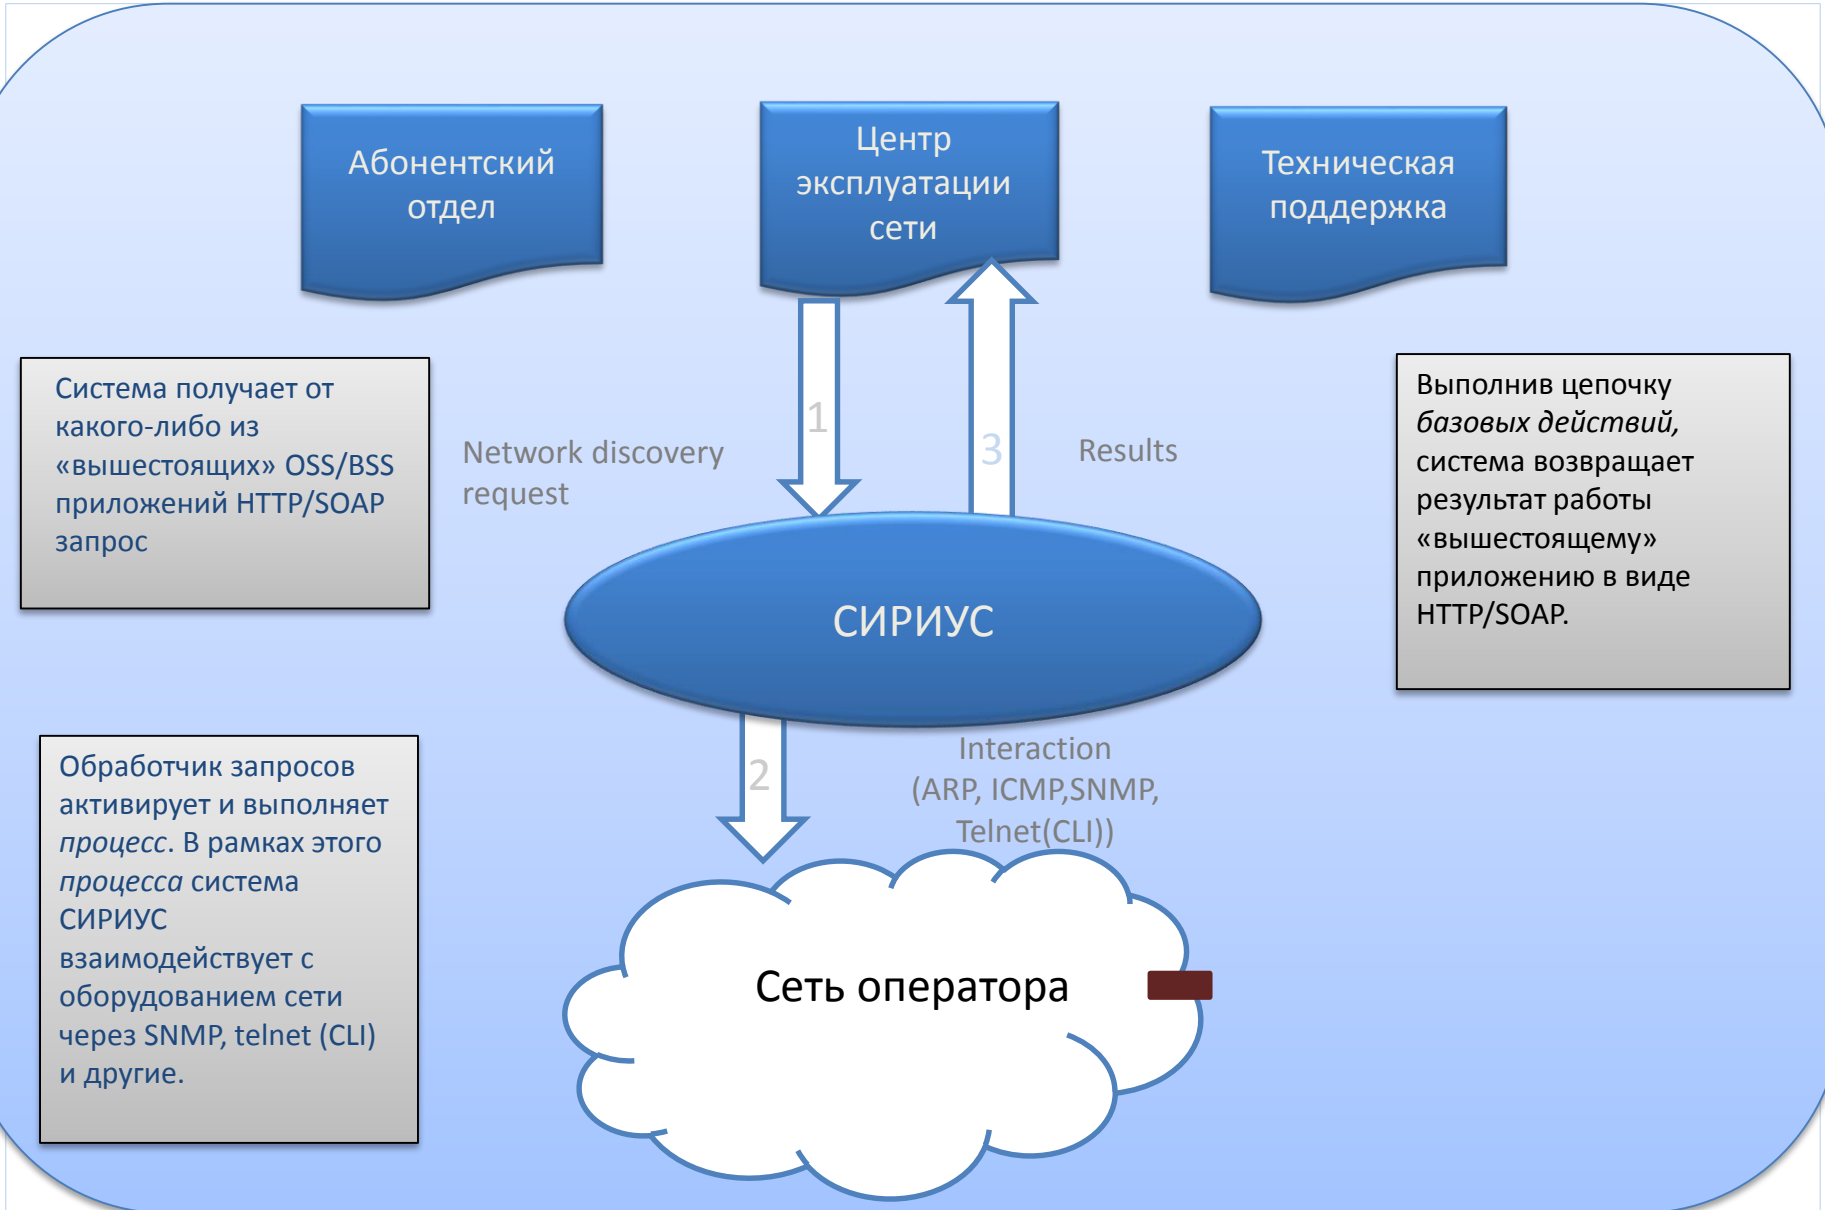 Абонентский
отдел
Центр
эксплуатации
сети
Техническая
поддержка
Система получает от
какого-либо из
«вышестоящих» OSS/BSS
приложений HTTP/SOAP
запрос
Network discovery
request
1
3
Results
Выполнив цепочку
базовых действий,
система возвращает
результат работы
«вышестоящему»
приложению в виде
HTTP/SOAP.
СИРИУС
Обработчик запросов
активирует и выполняет
процесс. В рамках этого
процесса система
СИРИУС
взаимодействует с
оборудованием сети
через SNMP, telnet (CLI)
и другие.
2
Interaction
(ARP, ICMP,SNMP,
Telnet(CLI))
Сеть оператора